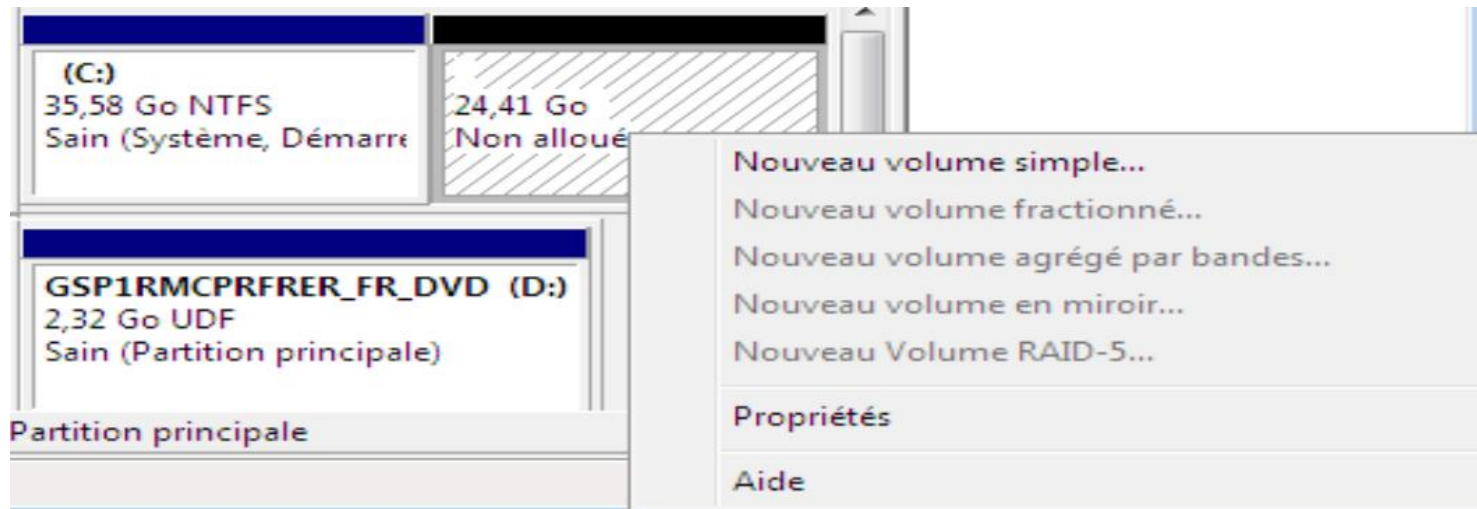 (C:)
35,58 Go NTFS
Sain (Système, Démarre
24,41 Go
Non alloué
GSP1RMCPRFRER_FR_DVD (D:)
2,32 Go UDF
Sain (Partition principale)
Partition principale
Nouveau volume simple...
Nouveau volume fractionné...
Nouveau volume agrégé par bandes...
Nouveau volume en miroir...
Nouveau Volume RAID-5...
Propriétés
Aide